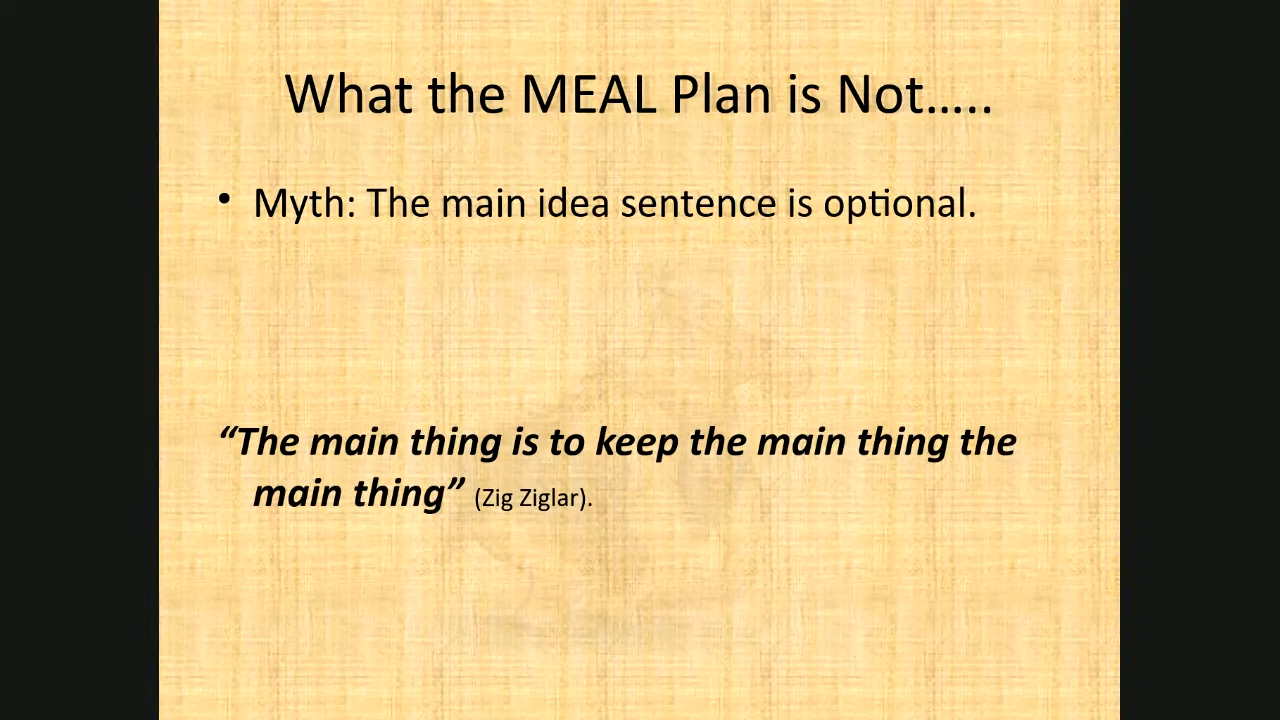 What the MEAL Plan is Not…..
• Myth: The main idea sentence is optional.
“The main thing is to keep the main thing the
main thing” (Zig Ziglar).